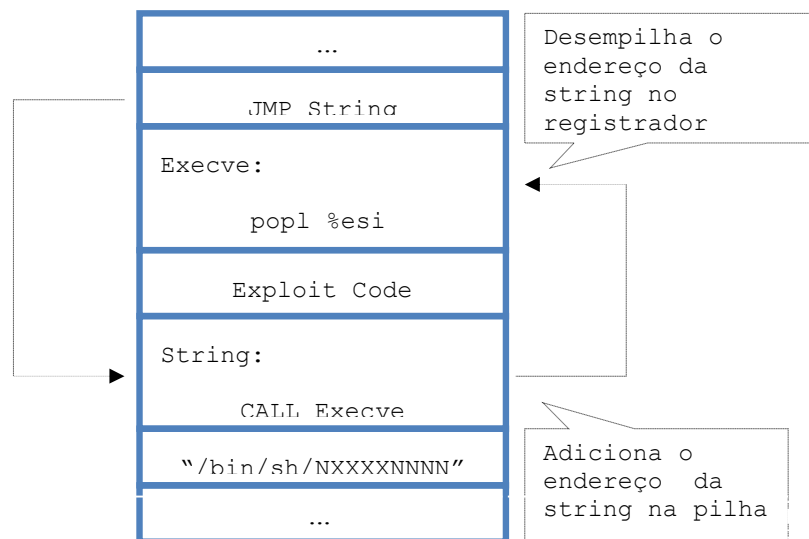 ...
JMP String
Execve:
popl %esi
Exploit Code
String:
CALL Execve
“/bin/sh/NXXXXNNNN”
...
Desempilha o
endereço da
string no
registrador
Adiciona o
endereço da
string na pilha